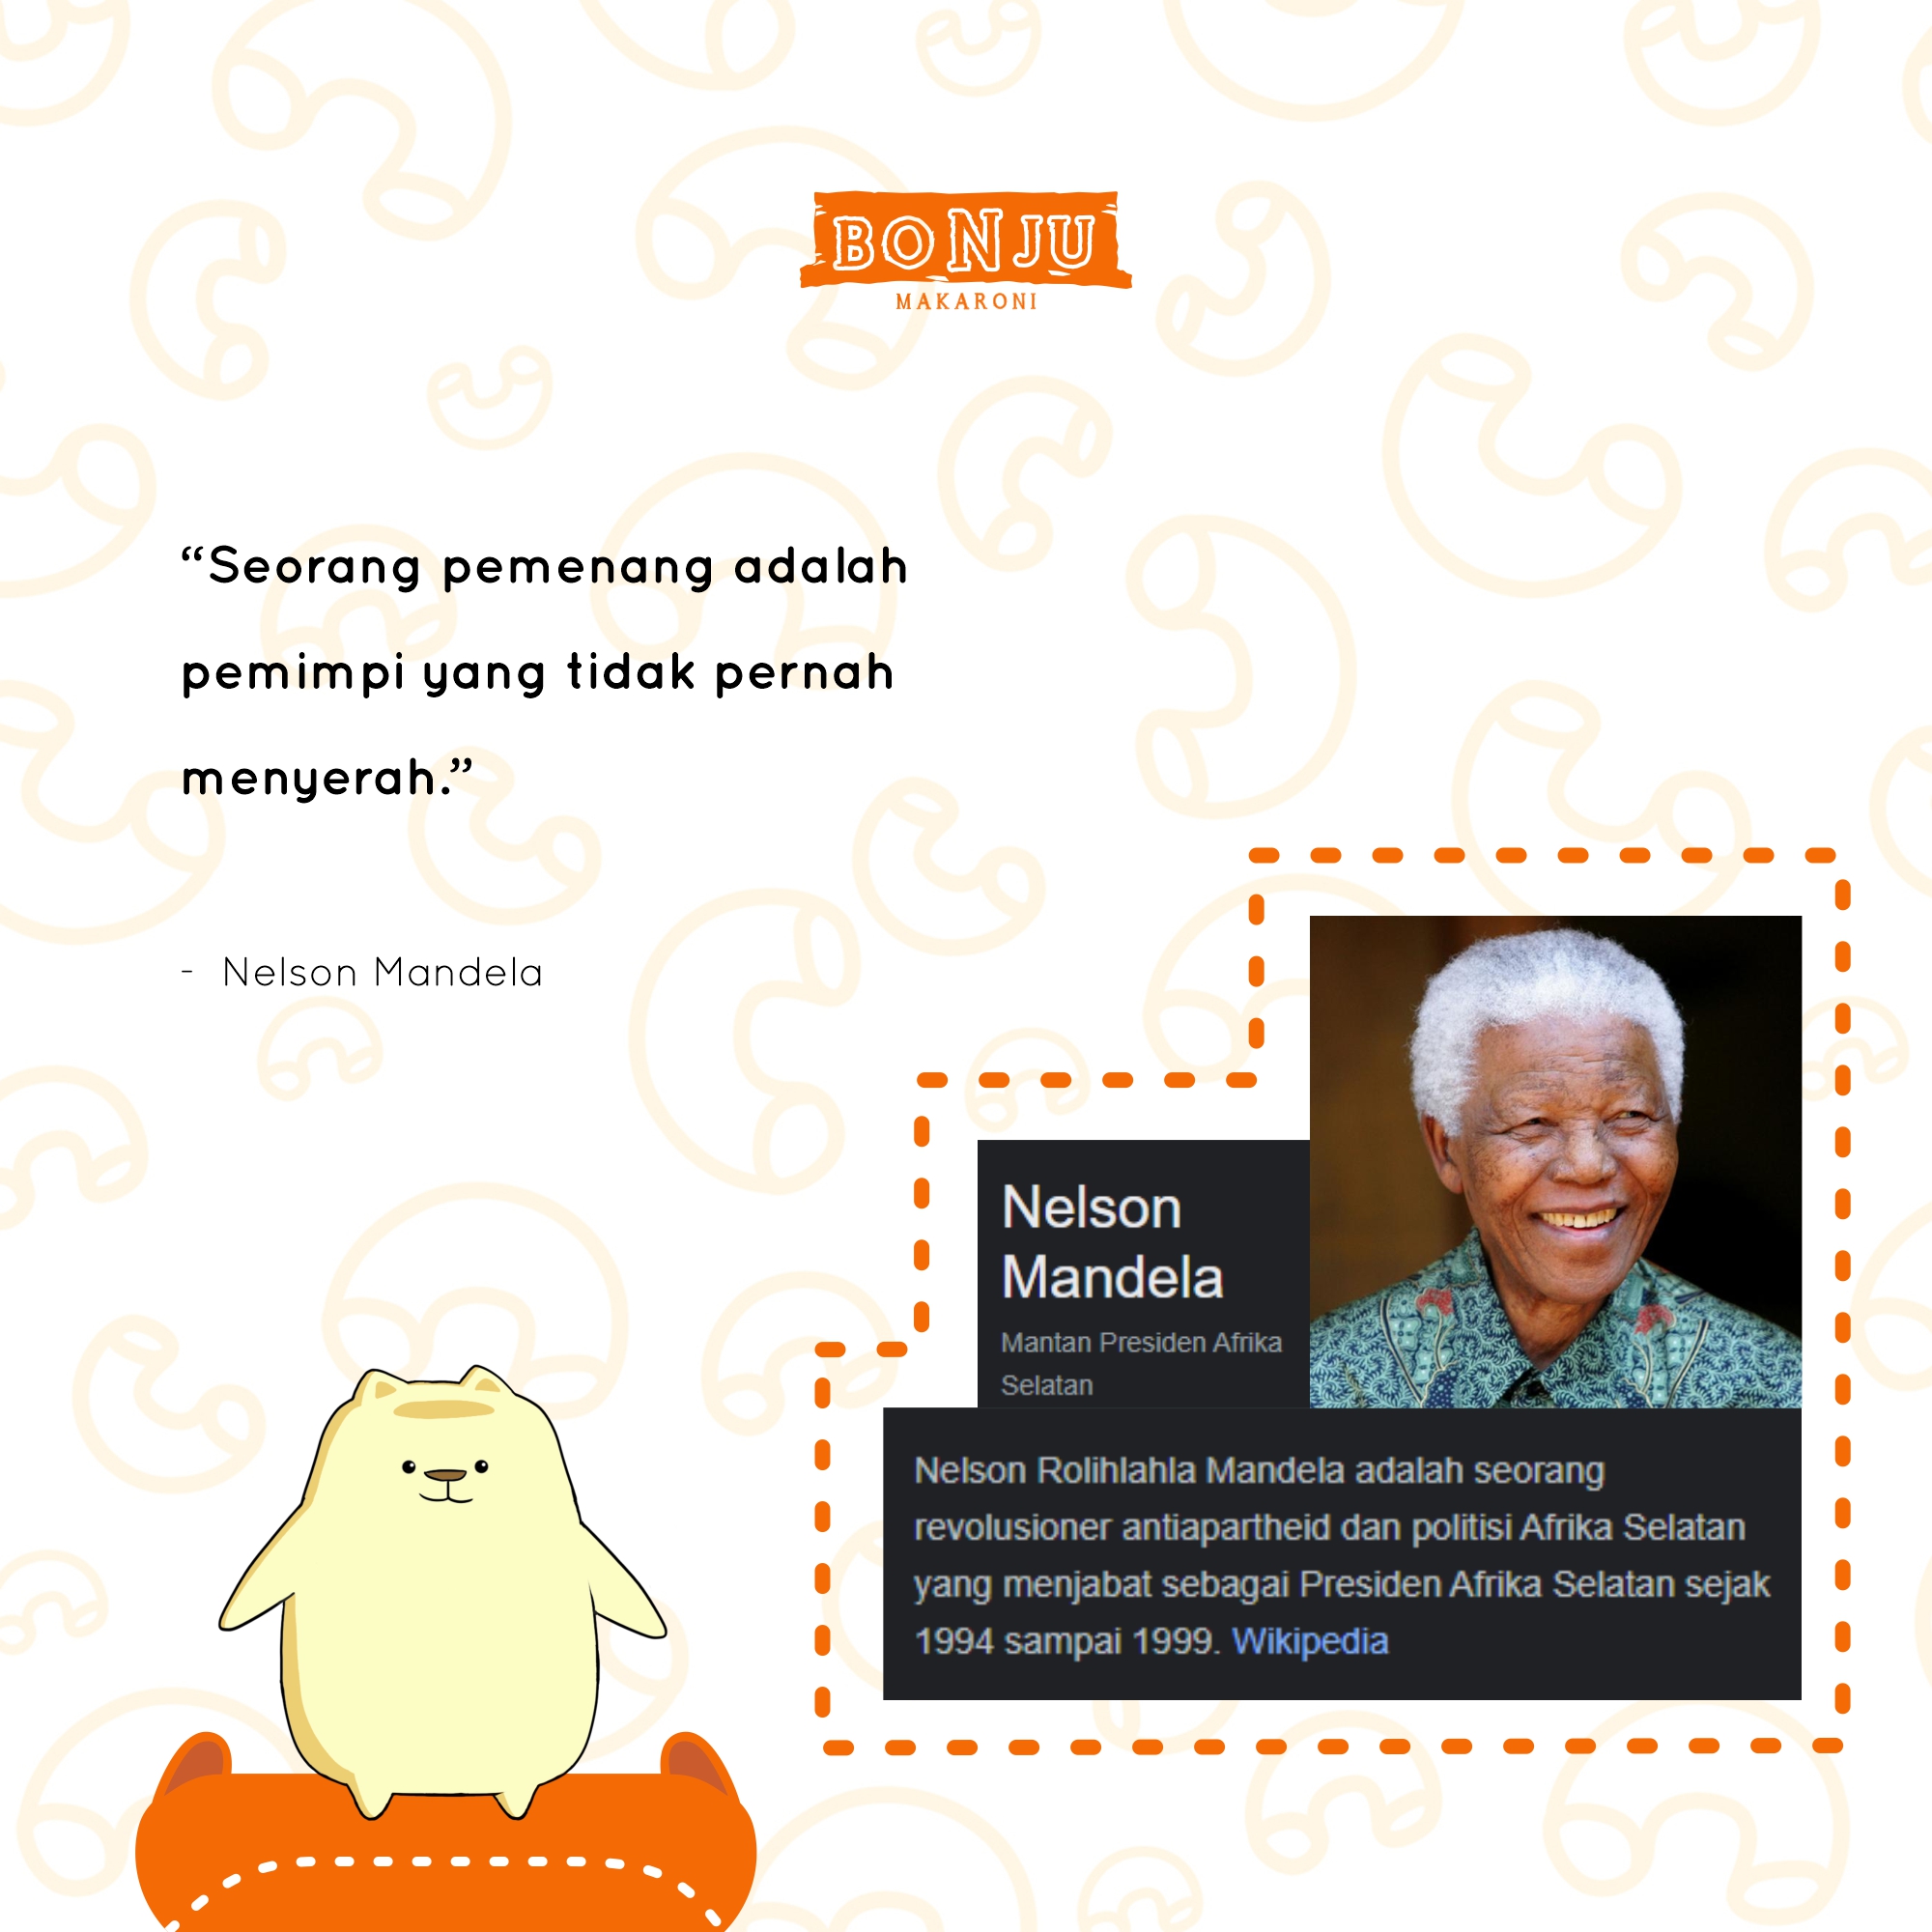 BONJU
MAKARONI
“Seorang pemenang adalah
pemimpi yang tidak pernah
menyerah.”
- Nelson Mandela
Nelson
Mandela
Mantan Presiden Afrika
Selatan
Nelson Rolihlahla Mandela adalah seorang
revolusioner antiapartheid dan politisi Afrika Selatan
yang menjabat sebagai Presiden Afrika Selatan sejak
1994 sampai 1999. Wikipedia